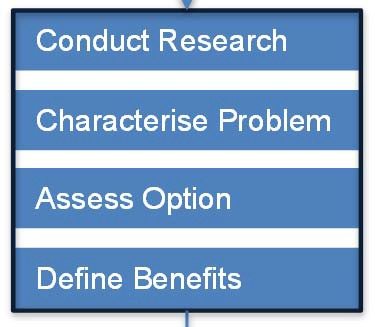 Conduct Research
Characterise Problem
Assess Option
Define Benefits